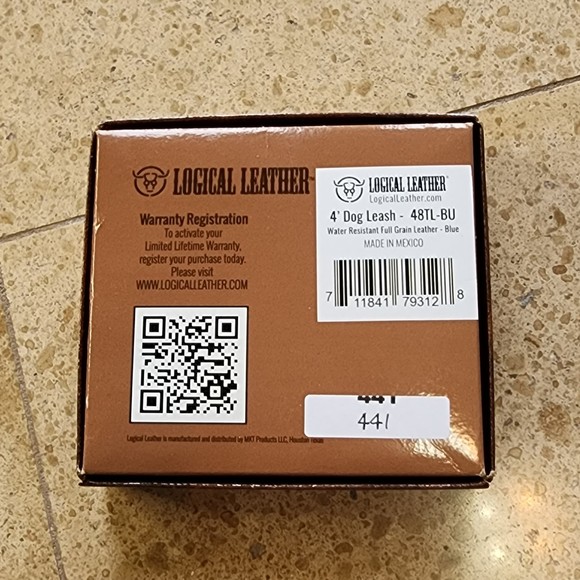 LOGICAL LEATHER™
Warranty Registration
To activate your
Limited Lifetime Warranty,
register your purchase today.
Please visit
WWW.LOGICALLEATHER.COM
Logical Leather is manufactured and distributed by MKT Products LLC, Houston Texas
LOGICAL LEATHER®
LogicalLeather.com
4' Dog Leash - 48TL-BU
Water Resistant Full Grain Leather - Blue
MADE IN MEXICO
7 11841 79312 8
441
441